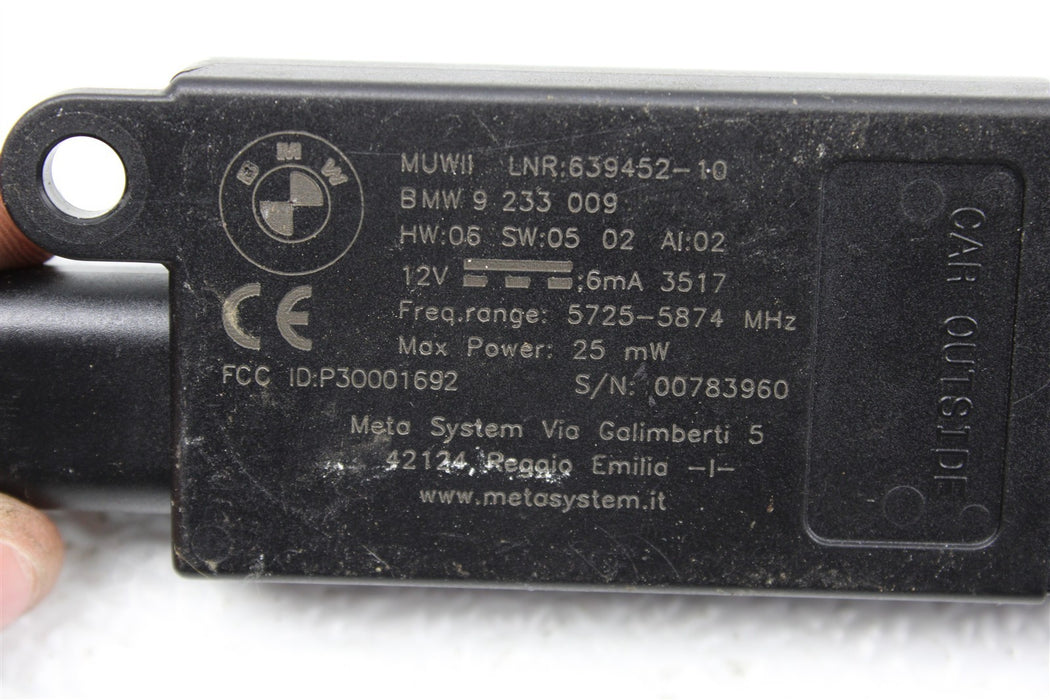 BMW
MUWII LNR:639452-10
BMW 9 233 009
HW:06 SW:05 02 AI:02
12V ;6mA 3517
Freq.range: 5725-5874 MHz
Max Power: 25 mW
CE
FCC ID:P30001692 S/N: 00783960
Meta System Via Galimberti 5
42124 Reggio Emilia -I-
www.metasystem.it
CAR OUTSIDE